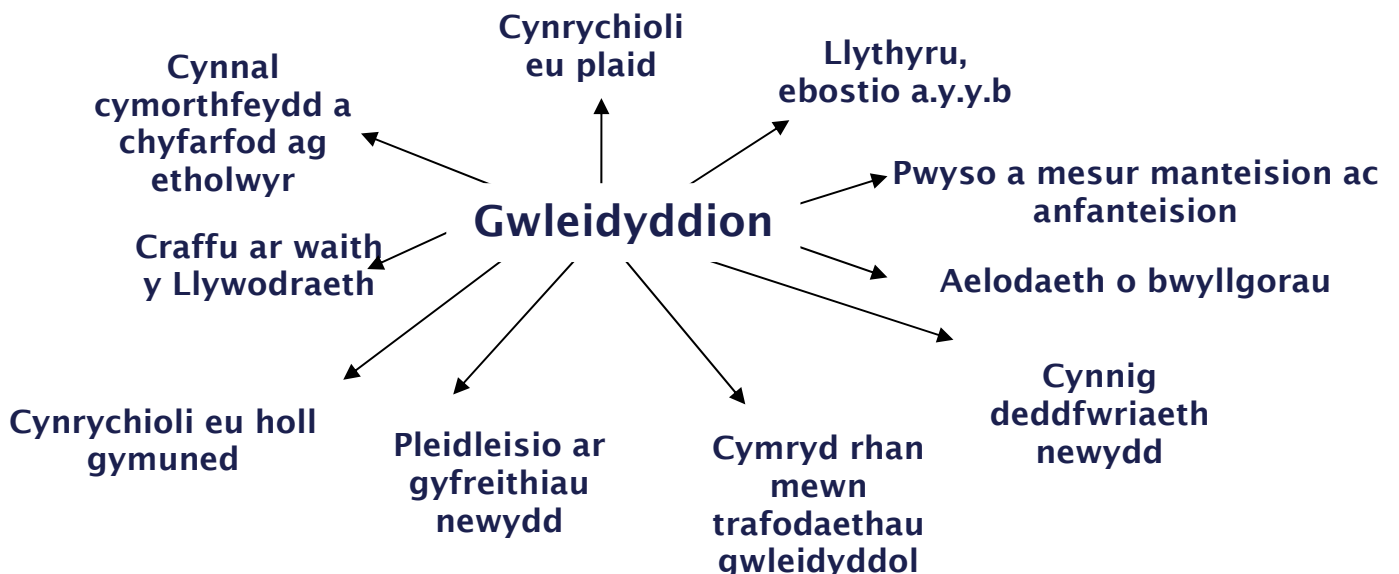 Cynrychioli
eu plaid
Llythyru,
ebostio a.y.y.b
Cynnal
cymorthfeydd a
chyfarfod ag
etholwyr
Pwyso a mesur manteision ac
anfanteision
Gwleidyddion
Craffu ar waith
y Llywodraeth
Aelodaeth o bwyllgorau
Cynnig
deddfwriaeth
newydd
Cynrychioli eu holl
gymuned
Pleidleisio ar
gyfreithiau
newydd
Cymryd rhan
mewn
trafodaethau
gwleidyddol